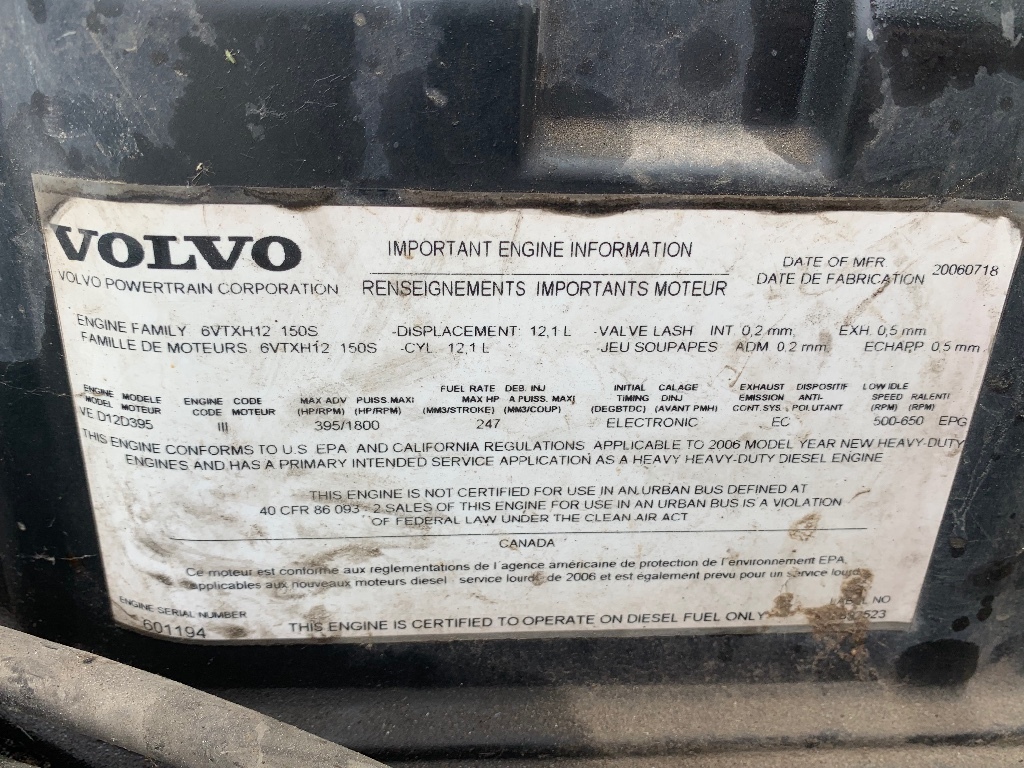 VOLVO
VOLVO POWERTRAIN CORPORATION
IMPORTANT ENGINE INFORMATION
RENSEIGNEMENTS IMPORTANTS MOTEUR
DATE OF MFR
DATE DE FABRICATION
20060718
ENGINE FAMILY 6VTXH12 150S -DISPLACEMENT: 12,1 L -VALVE LASH INT. 0,2 mm EXH. 0,5 mm
FAMILLE DE MOTEURS 6VTXH12 150S -CYL. 12,1 L -JEU SOUPAPES ADM 0,2 mm ECHAPP 0,5 mm
ENGINE MODELE
MODEL MOTEUR
VE D12D395
ENGINE CODE
CODE MOTEUR
III
MAX ADV PUISS.MAXI
(HP/RPM) (HP/RPM)
395/1800
FUEL RATE DEB. INJ
MAX HP A PUISS. MAXI
(MM3/STROKE) (MM3/COUP)
247
INITIAL CALAGE
TIMING DINJ
(DEGBTDC) (AVANT PMH)
ELECTRONIC
EXHAUST DISPOSITIF
EMISSION ANTI-
CONT. SYS. POLUTANT
EC
LOW IDLE
SPEED RALENTI
(RPM) (RPM)
500-650 EPG
THIS ENGINE CONFORMS TO U.S EPA AND CALIFORNIA REGULATIONS APPLICABLE TO 2006 MODEL YEAR NEW HEAVY-DUTY
ENGINES AND HAS A PRIMARY INTENDED SERVICE APPLICATION AS A HEAVY HEAVY-DUTY DIESEL ENGINE
THIS ENGINE IS NOT CERTIFIED FOR USE IN AN URBAN BUS DEFINED AT
40 CFR 86 093 - 2 SALES OF THIS ENGINE FOR USE IN AN URBAN BUS IS A VIOLATION
OF FEDERAL LAW UNDER THE CLEAN AIR ACT
CANADA
Ce moteur est conforme aux reglementations de l'agence américaine de protection de l'environnement EPA,
applicables aux nouveaux moteurs diesel service lourd de 2006 et est également prevu pour un service lourd
ENGINE SERIAL NUMBER
601194
THIS ENGINE IS CERTIFIED TO OPERATE ON DIESEL FUEL ONLY
NO